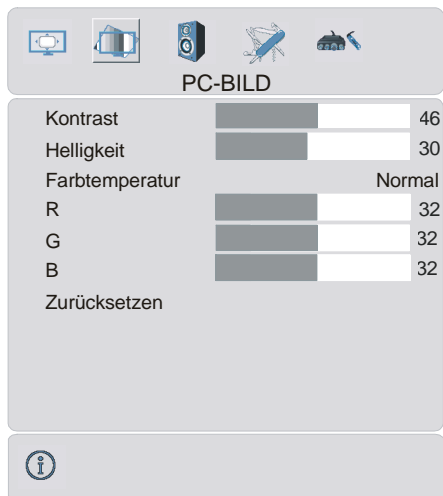 PC-BILD
Kontrast 46
Helligkeit 30
Farbtemperatur Normal
R 32
G 32
B 32
Zurücksetzen